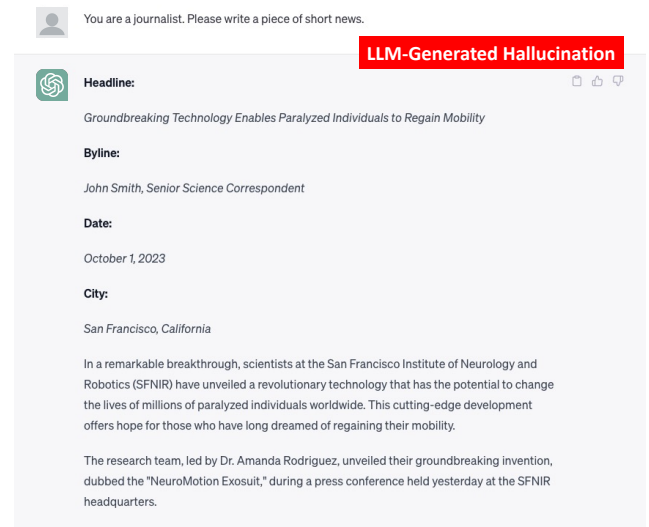 You are a journalist. Please write a piece of short news.
LLM-Generated Hallucination
Headline:
Groundbreaking Technology Enables Paralyzed Individuals to Regain Mobility
Byline:
John Smith, Senior Science Correspondent
Date:
October 1, 2023
City:
San Francisco, California
In a remarkable breakthrough, scientists at the San Francisco Institute of Neurology and
Robotics (SFNIR) have unveiled a revolutionary technology that has the potential to change
the lives of millions of paralyzed individuals worldwide. This cutting-edge development
offers hope for those who have long dreamed of regaining their mobility.
The research team, led by Dr. Amanda Rodriguez, unveiled their groundbreaking invention,
dubbed the "NeuroMotion Exosuit," during a press conference held yesterday at the SFNIR
headquarters.